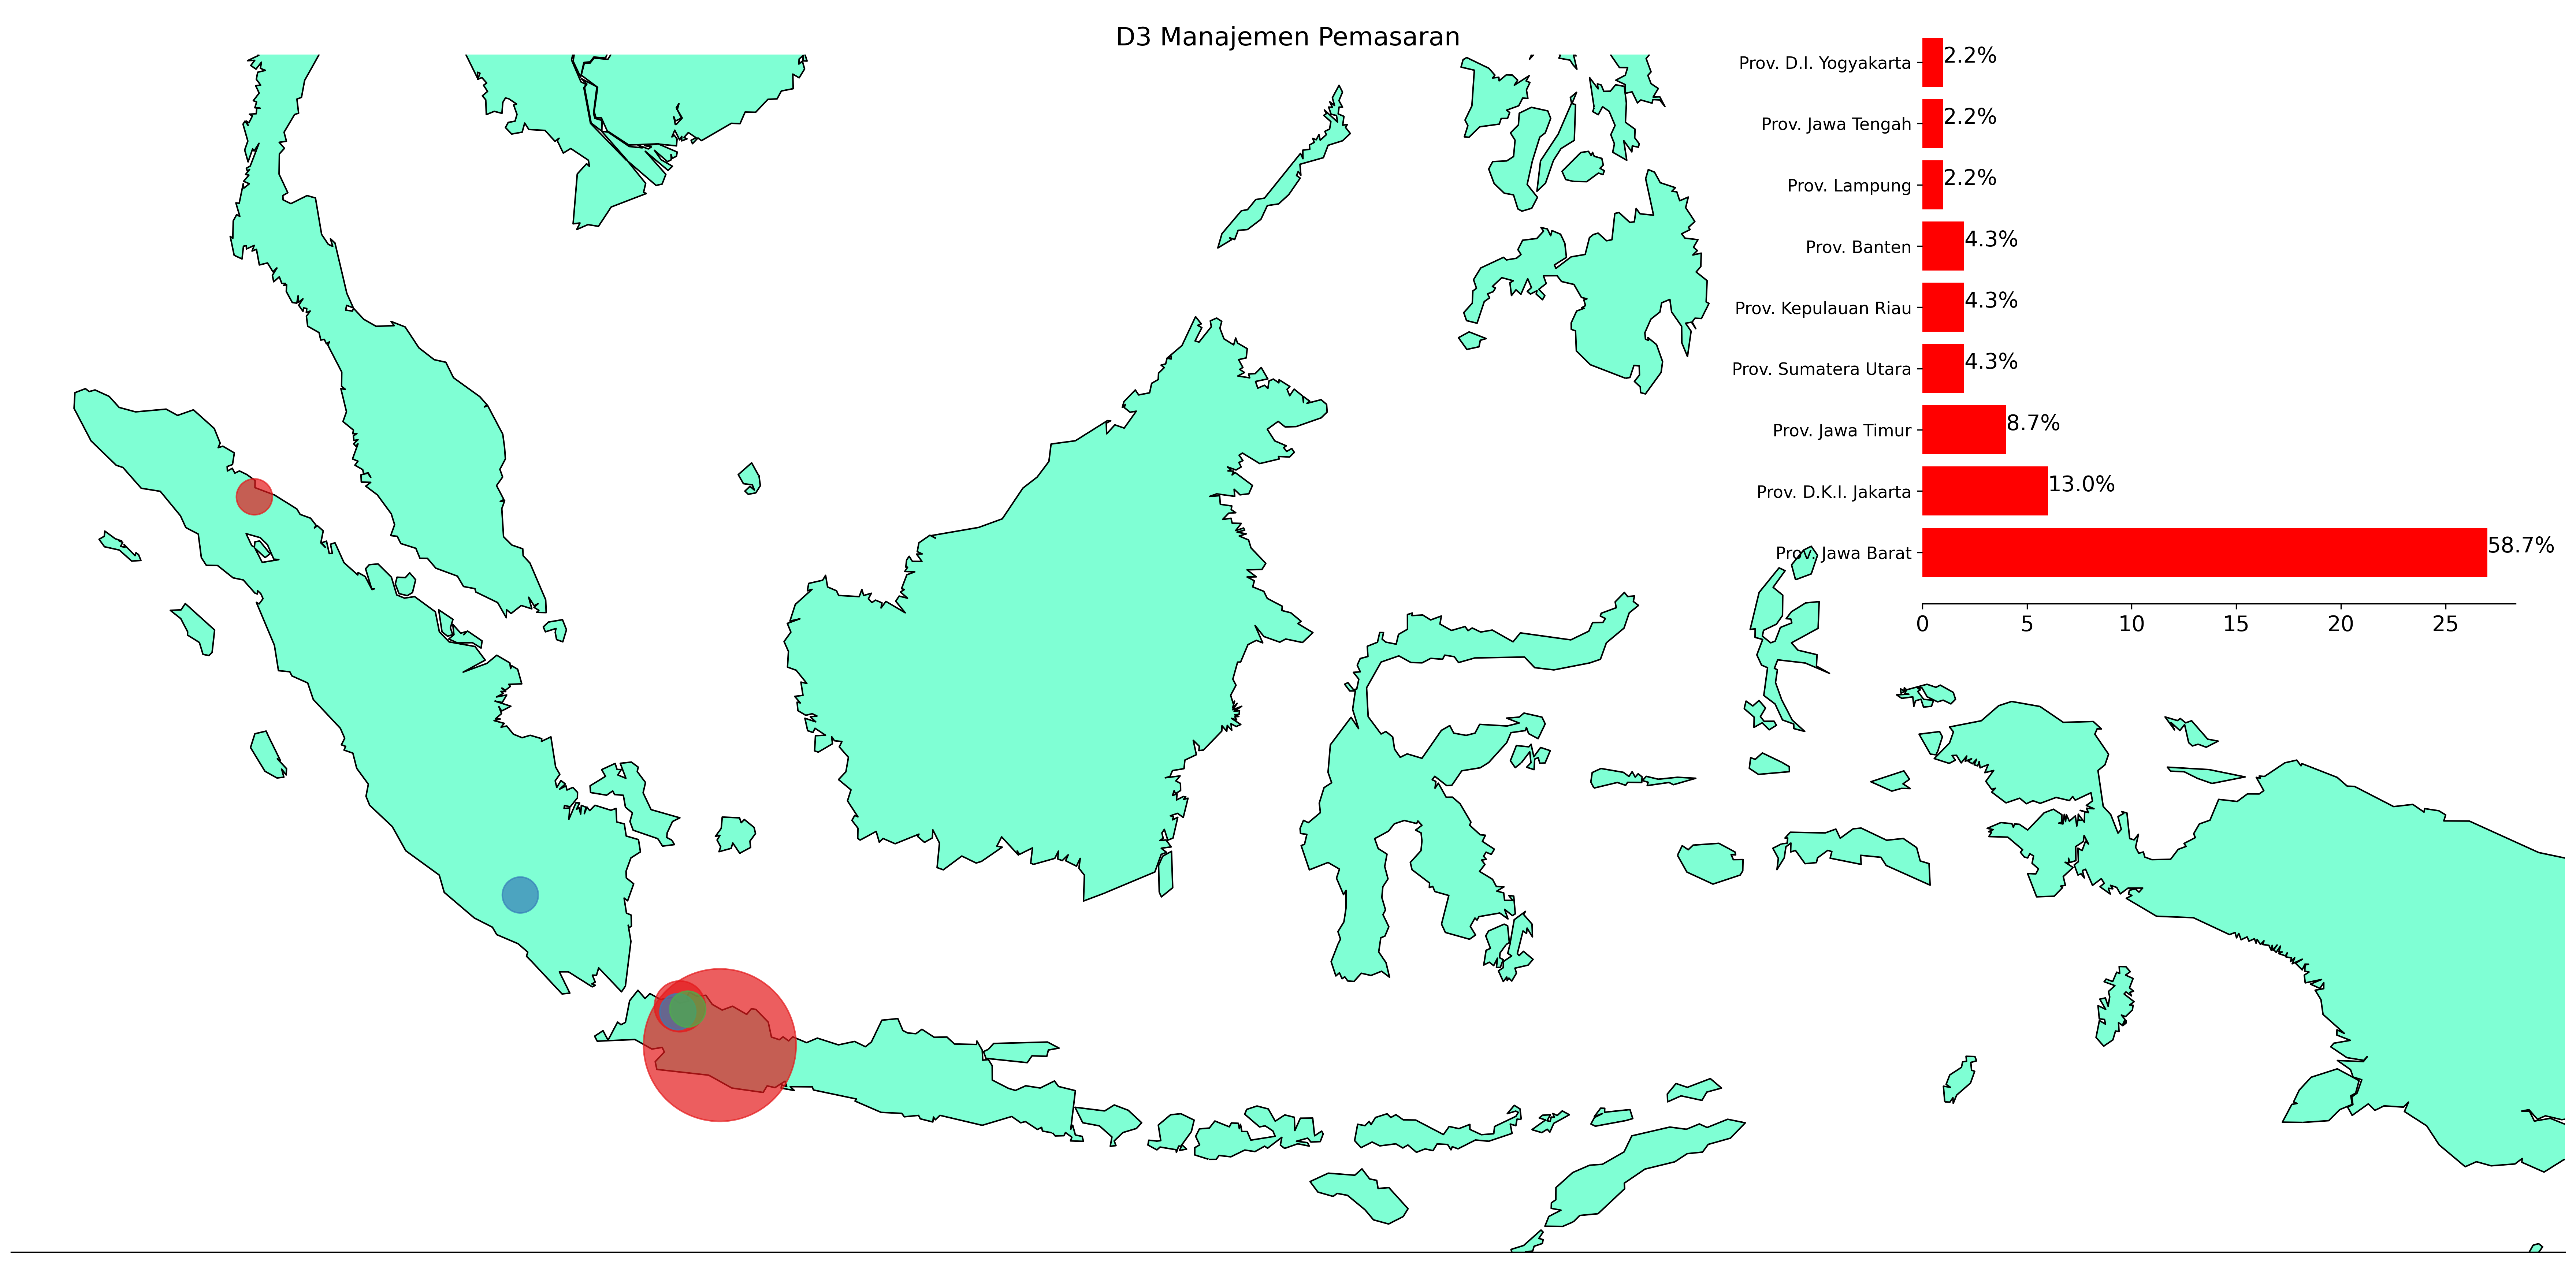 D3 Manajemen Pemasaran
Prov. D.I. Yogyakarta 2.2%
Prov. Jawa Tengah 2.2%
Prov. Lampung 2.2%
Prov. Banten 4.3%
Prov. Kepulauan Riau 4.3%
Prov. Sumatera Utara 4.3%
Prov. Jawa Timur 8.7%
Prov. D.K.I. Jakarta 13.0%
Prov. Jawa Barat 58.7%
0 5 10 15 20 25